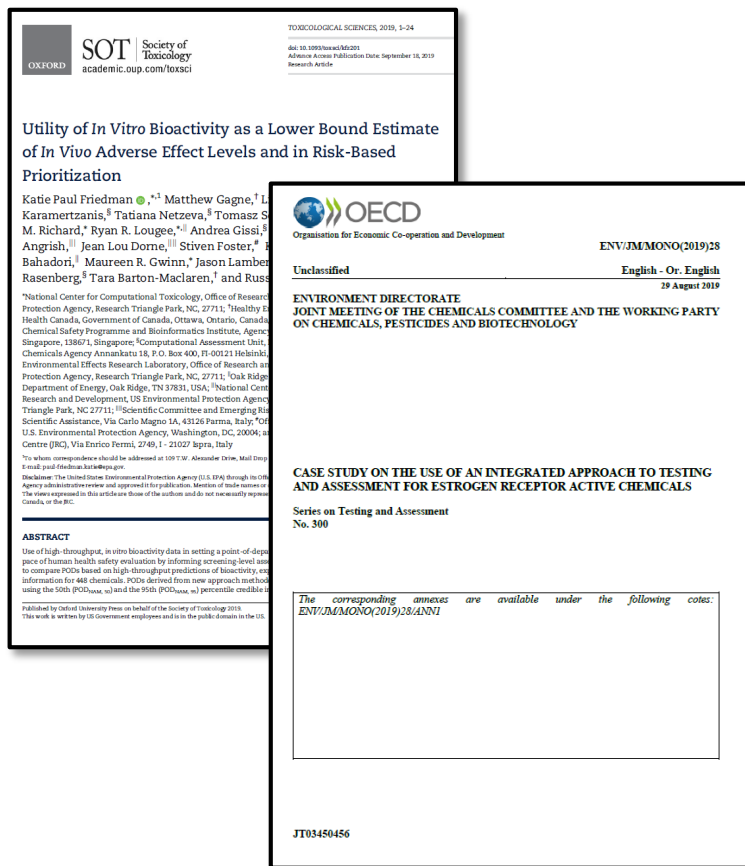 OXFORD
SOT Society of Toxicology
academic.oup.com/toxsci
TOXICOLOGICAL SCIENCES, 2019, 1–24
doi: 10.1093/toxsci/kfz201
Advance Access Publication Date: September 18, 2019
Research Article
Utility of In Vitro Bioactivity as a Lower Bound Estimate
of In Vivo Adverse Effect Levels and in Risk-Based
Prioritization
Katie Paul Friedman ,*,1 Matthew Gagne,†
Karamertzanis,§ Tatiana Netzeva,§ Tomasz
M. Richard,* Ryan R. Lougee,*,|| Andrea Gissi,§
Angrish,||| Jean Lou Dorne,|||| Stiven Foster,#
Bahadori,|| Maureen R. Gwinn,* Jason
Rasenberg,§ Tara Barton-Maclaren,† and
*National Center for Computational Toxicology, Office of
Protection Agency, Research Triangle Park, NC, 27711;
Health Canada, Government of Canada, Ottawa, Ontario, Canada,
Chemical Safety Programme and Bioinformatics Institute,
Singapore, 138671, Singapore; §Computational Assessment Unit,
Chemicals Agency Annankatu 18, P.O. Box 400, FI-00121 Helsinki,
Environmental Effects Research Laboratory, Office of Research
Protection Agency, Research Triangle Park, NC, 27711; Oak Ridge
Department of Energy, Oak Ridge, TN 37831, USA; National
Research and Development, US Environmental Protection
Triangle Park, NC 27711; Scientific Committee and Emerging
Scientific Assistance, Via Carlo Magno 1A, 43126 Parma, Italy;
U.S. Environmental Protection Agency, Washington, DC, 20004;
Centre (JRC), Via Enrico Fermi, 2749, I - 21027 Ispra, Italy
1To whom correspondence should be addressed at 109 T.W. Alexander Drive, Mail Drop
E-mail: paul-friedman.katie@epa.gov.
Disclaimer: The United States Environmental Protection Agency (U.S. EPA) through its
Agency administrative review and approved it for publication. Mention of trade names
The views expressed in this article are those of the authors and do not necessarily
Canada, or the JRC.
ABSTRACT
Use of high-throughput, in vitro bioactivity data in setting a
pace of human health safety evaluation by informing screening-level
to compare PODs based on high-throughput predictions of bioactivity,
information for 448 chemicals. PODs derived from new approach
using the 50th (PODNAM, 50) and the 95th (PODNAM, 95) percentile credible
Published by Oxford University Press on behalf of the Society of Toxicology 2019.
This work is written by US Government employees and is in the public domain in the US.
OECD
Organisation for Economic Co-operation and Development
ENV/JM/MONO(2019)28
Unclassified English - Or. English
29 August 2019
ENVIRONMENT DIRECTORATE
JOINT MEETING OF THE CHEMICALS COMMITTEE AND THE WORKING PARTY
ON CHEMICALS, PESTICIDES AND BIOTECHNOLOGY
CASE STUDY ON THE USE OF AN INTEGRATED APPROACH TO TESTING
AND ASSESSMENT FOR ESTROGEN RECEPTOR ACTIVE CHEMICALS
Series on Testing and Assessment
No. 300
The corresponding annexes are available under the following cotes:
ENV/JM/MONO(2019)28/ANN1
JT03450456